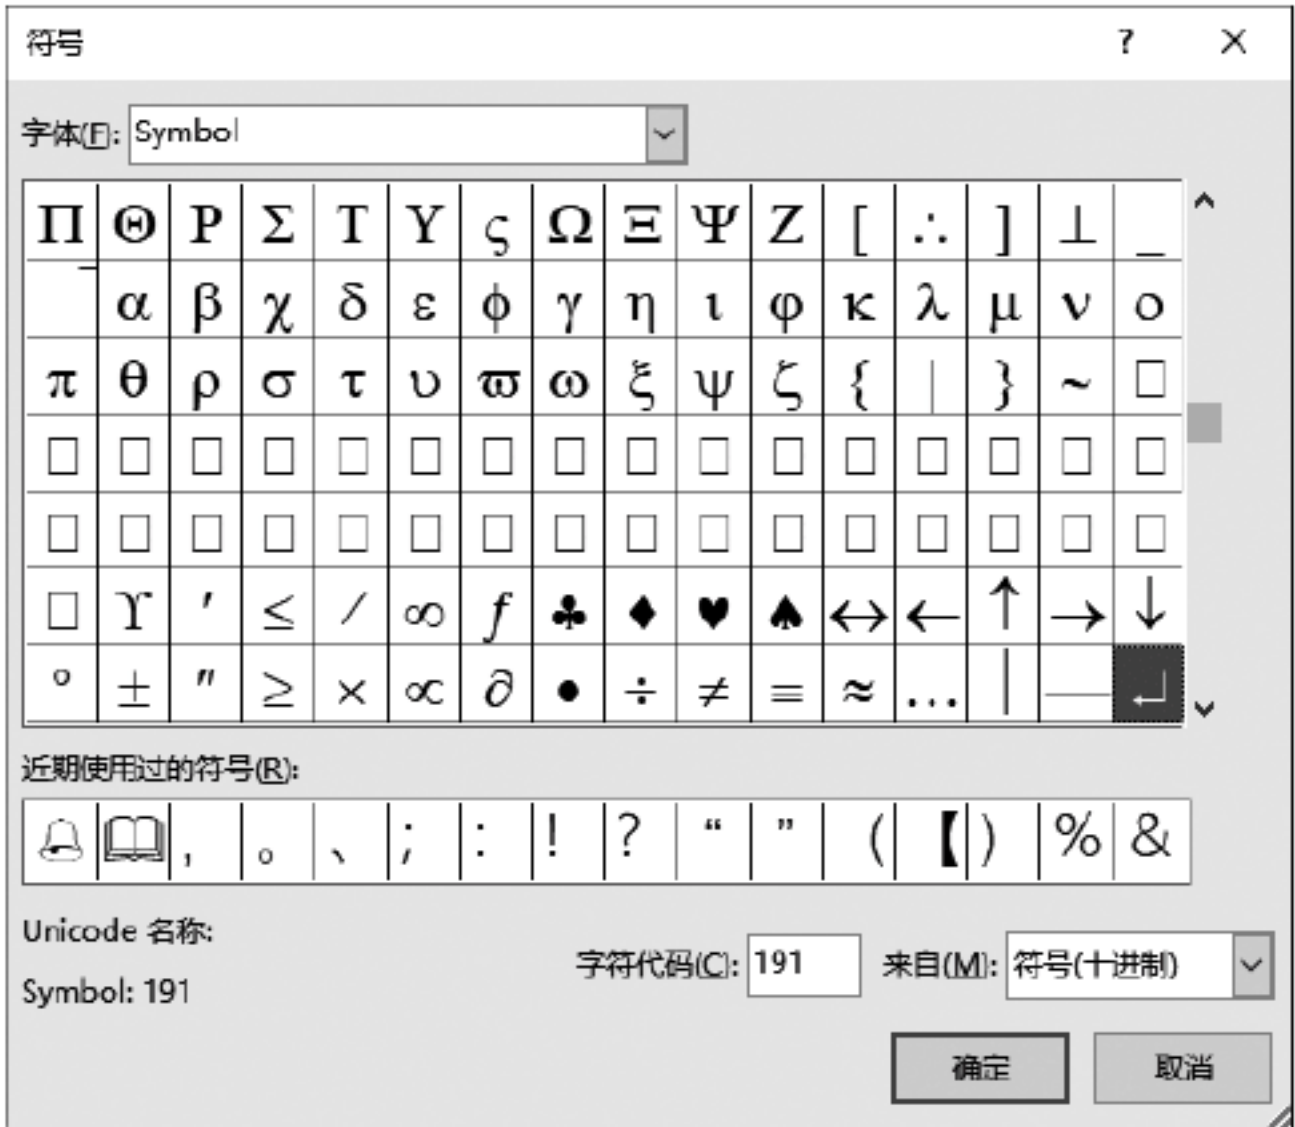 符号 ? ×
字体(F): Symbol
Π Θ Ρ Σ Τ Υ ς Ω Ξ Ψ Ζ [ ∴ ] ⊥ _
‾ α β χ δ ε ϕ γ η ι φ κ λ μ ν ο
π θ ρ σ τ υ ϖ ω ξ ψ ζ { | } ~ □
□ □ □ □ □ □ □ □ □ □ □ □ □ □ □ □
□ □ □ □ □ □ □ □ □ □ □ □ □ □ □ □
□ ϒ ′ ≤ ⁄ ∞ ƒ ♣ ♦ ♥ ♠ ↔ ← ↑ → ↓
° ± ″ ≥ × ∝ ∂ • ÷ ≠ ≡ ≈ … | — ↵
近期使用过的符号(R):
🕭 🕮 , 。 、 ; : ! ? “ ” ( 【 ) % &
Unicode 名称:
Symbol: 191
字符代码(C): 191 来自(M): 符号(十进制)
确定 取消